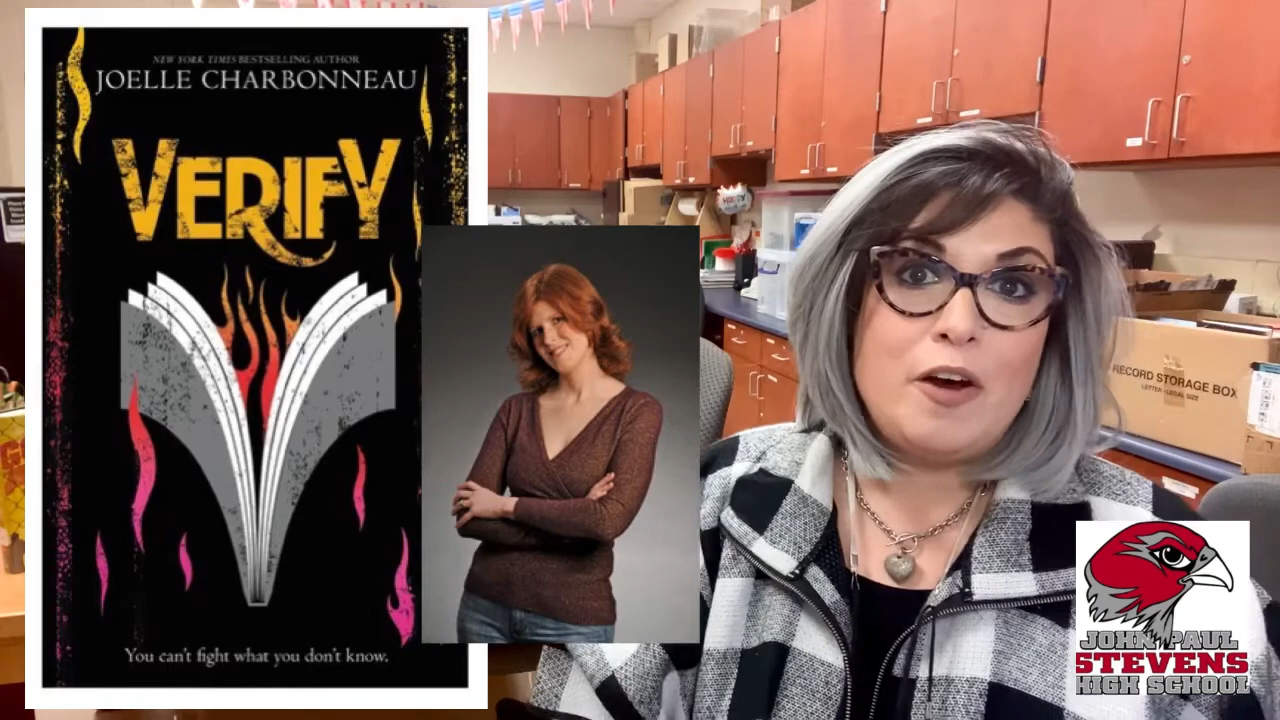 NEW YORK TIMES BESTSELLING AUTHOR
JOELLE CHARBONNEAU
VERIFY
You can't fight what you don't know.
RECORD STORAGE BOX
LETTER - LEGAL SIZE
JOHN PAUL
STEVENS
HIGH SCHOOL